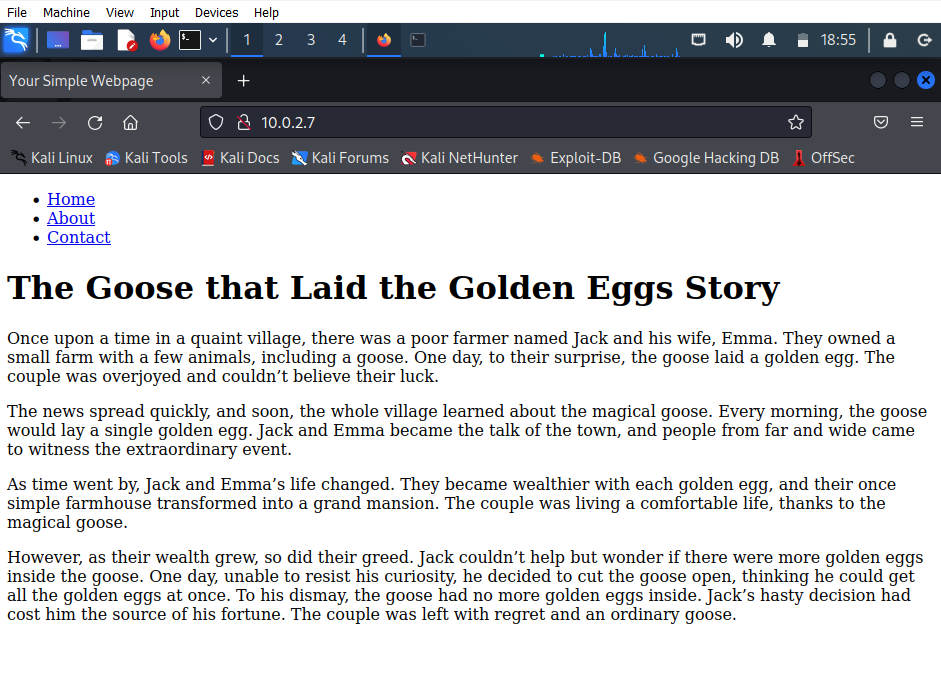 File Machine View Input Devices Help
1 2 3 4 18:55
Your Simple Webpage
10.0.2.7
Kali Linux Kali Tools Kali Docs Kali Forums Kali NetHunter Exploit-DB Google Hacking DB OffSec
Home
About
Contact
The Goose that Laid the Golden Eggs Story
Once upon a time in a quaint village, there was a poor farmer named Jack and his wife, Emma. They owned a
small farm with a few animals, including a goose. One day, to their surprise, the goose laid a golden egg. The
couple was overjoyed and couldn’t believe their luck.
The news spread quickly, and soon, the whole village learned about the magical goose. Every morning, the goose
would lay a single golden egg. Jack and Emma became the talk of the town, and people from far and wide came
to witness the extraordinary event.
As time went by, Jack and Emma’s life changed. They became wealthier with each golden egg, and their once
simple farmhouse transformed into a grand mansion. The couple was living a comfortable life, thanks to the
magical goose.
However, as their wealth grew, so did their greed. Jack couldn’t help but wonder if there were more golden eggs
inside the goose. One day, unable to resist his curiosity, he decided to cut the goose open, thinking he could get
all the golden eggs at once. To his dismay, the goose had no more golden eggs inside. Jack’s hasty decision had
cost him the source of his fortune. The couple was left with regret and an ordinary goose.